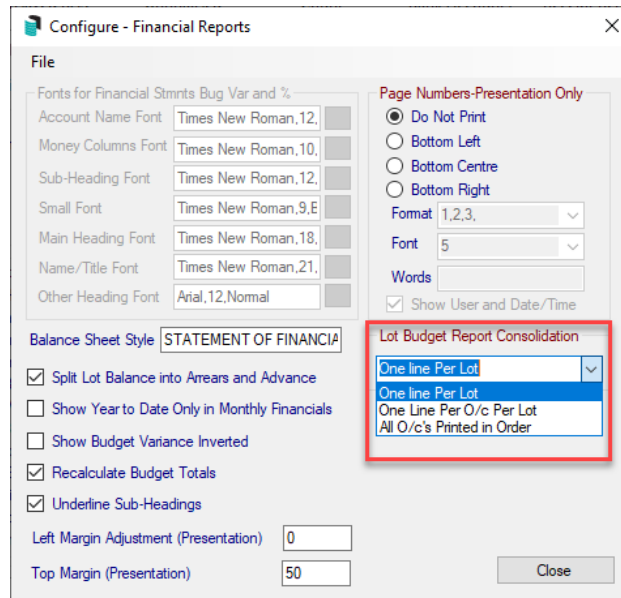 Configure - Financial Reports
File
Fonts for Financial Stmnts Bug Var and %
Account Name Font Times New Roman,12,
Money Columns Font Times New Roman,10,
Sub-Heading Font Times New Roman,12,
Small Font Times New Roman,9,B
Main Heading Font Times New Roman,18,
Name/Title Font Times New Roman,21,
Other Heading Font Arial,12,Normal
Balance Sheet Style STATEMENT OF FINANCIA
Split Lot Balance into Arrears and Advance
Show Year to Date Only in Monthly Financials
Show Budget Variance Inverted
Recalculate Budget Totals
Underline Sub-Headings
Left Margin Adjustment (Presentation) 0
Top Margin (Presentation) 50
Page Numbers-Presentation Only
Do Not Print
Bottom Left
Bottom Centre
Bottom Right
Format 1,2,3,
Font 5
Words
Show User and Date/Time
Lot Budget Report Consolidation
One line Per Lot
One line Per Lot
One Line Per O/c Per Lot
All O/c's Printed in Order
Close